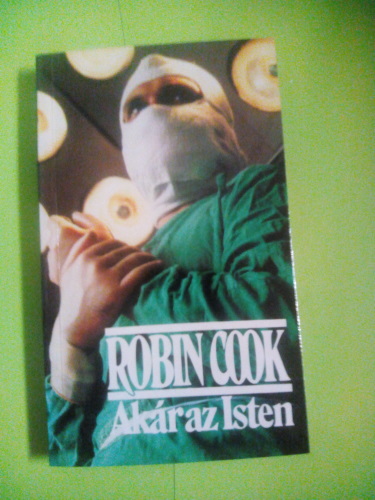 ROBIN COOK
Akár az Isten